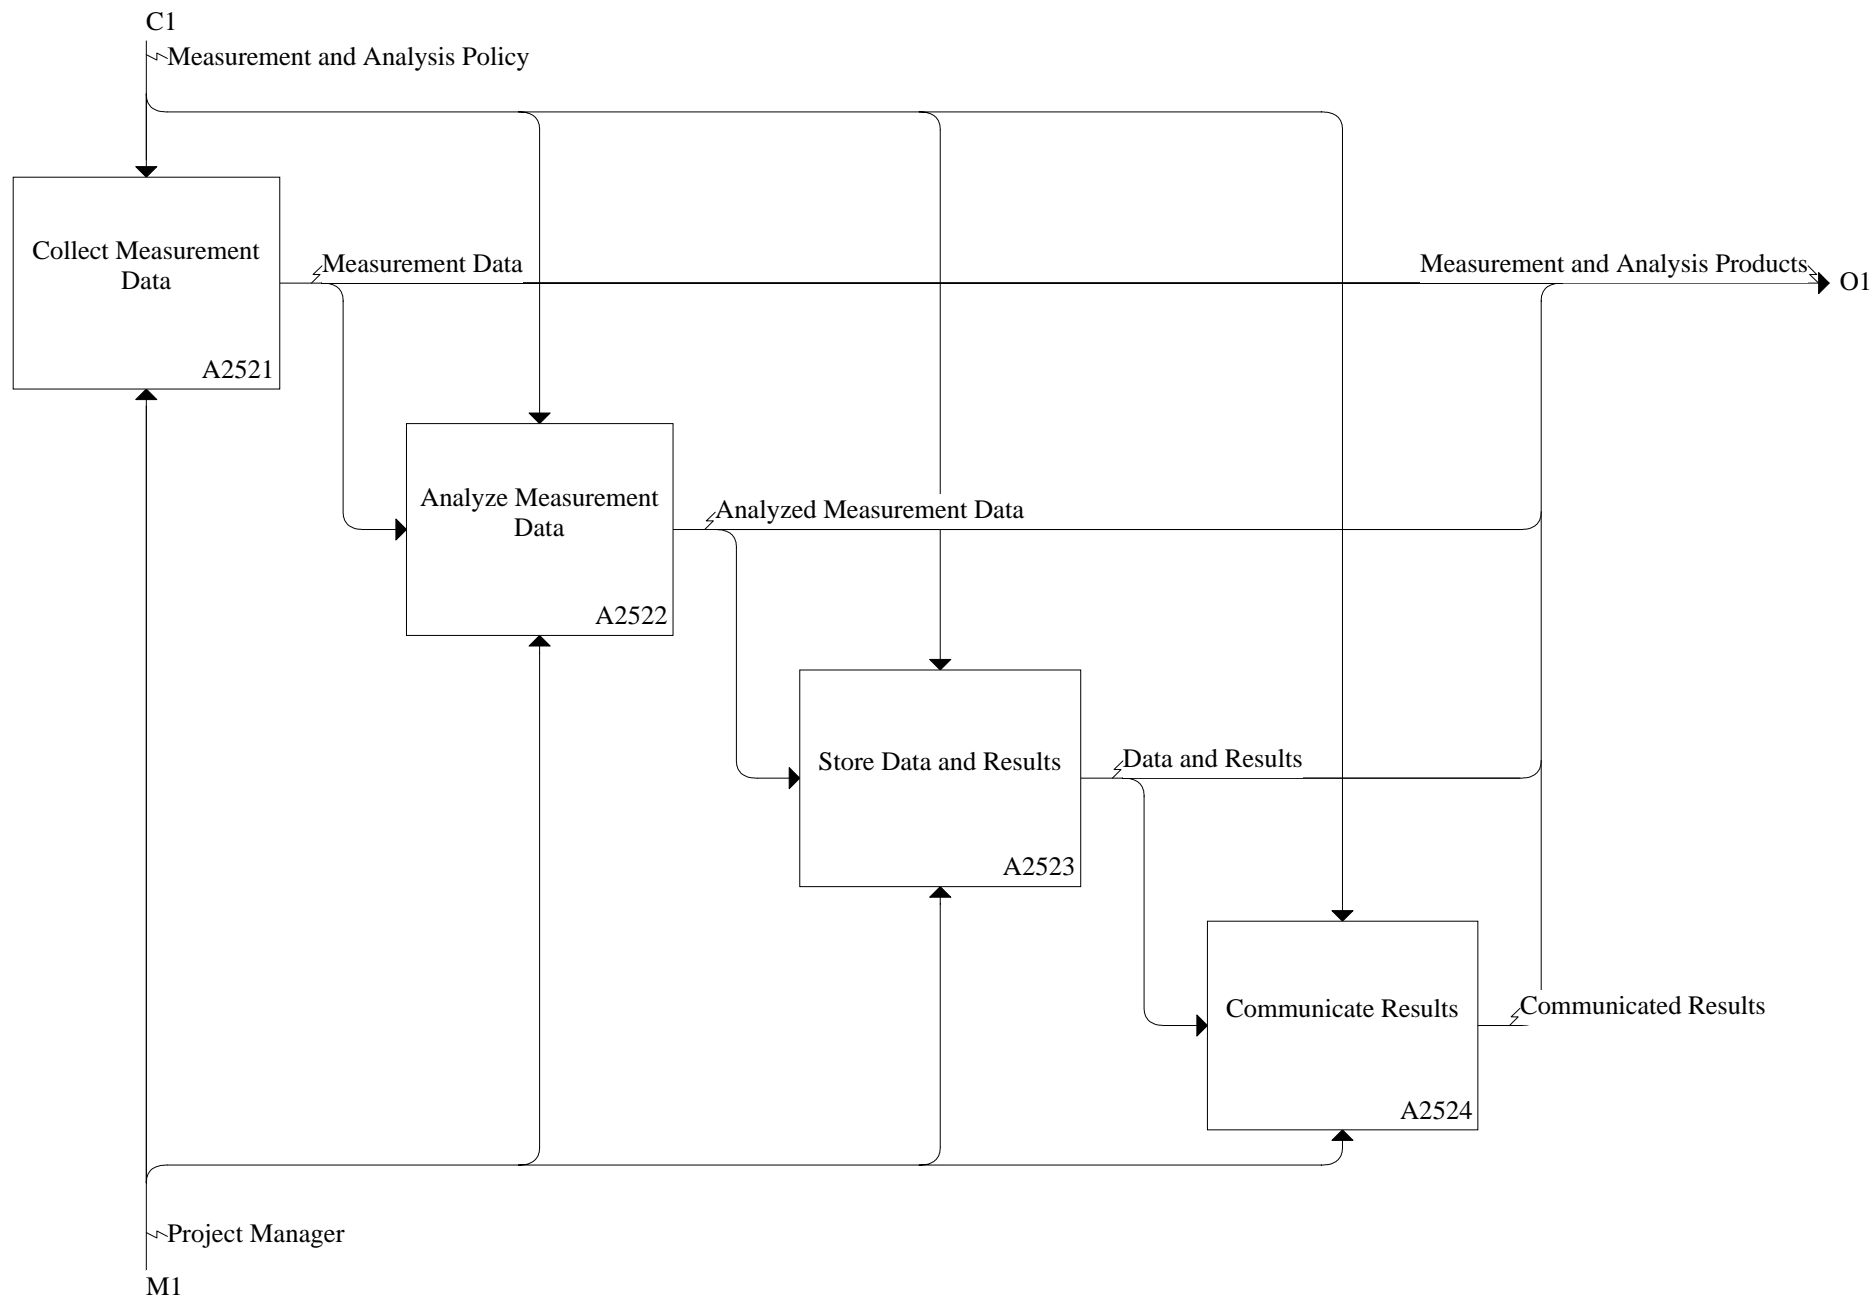 C1
Measurement and Analysis Policy
Collect Measurement
Data
A2521
Measurement Data
Measurement and Analysis Products
O1
Analyze Measurement
Data
A2522
Analyzed Measurement Data
Store Data and Results
A2523
Data and Results
Communicate Results
A2524
Communicated Results
Project Manager
M1